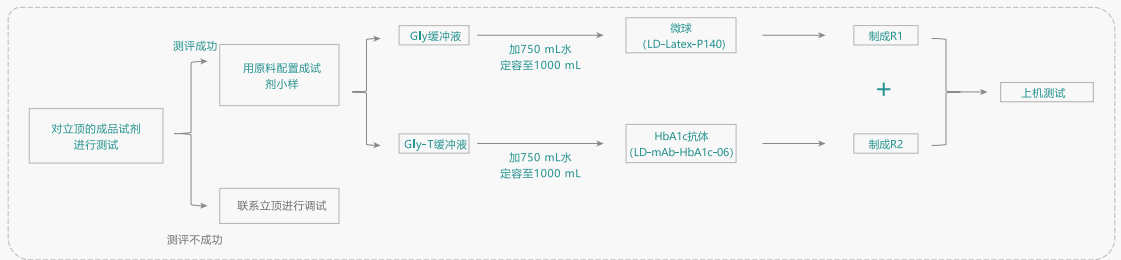 对立顶的成品试剂
进行测试
测评成功
用原料配置成试
剂小样
测评不成功
联系立顶进行调试
Gly缓冲液
加750 mL水
定容至1000 mL
微球
(LD-Latex-P140)
制成R1
+
Gly-T缓冲液
加750 mL水
定容至1000 mL
HbA1c抗体
(LD-mAb-HbA1c-06)
制成R2
上机测试